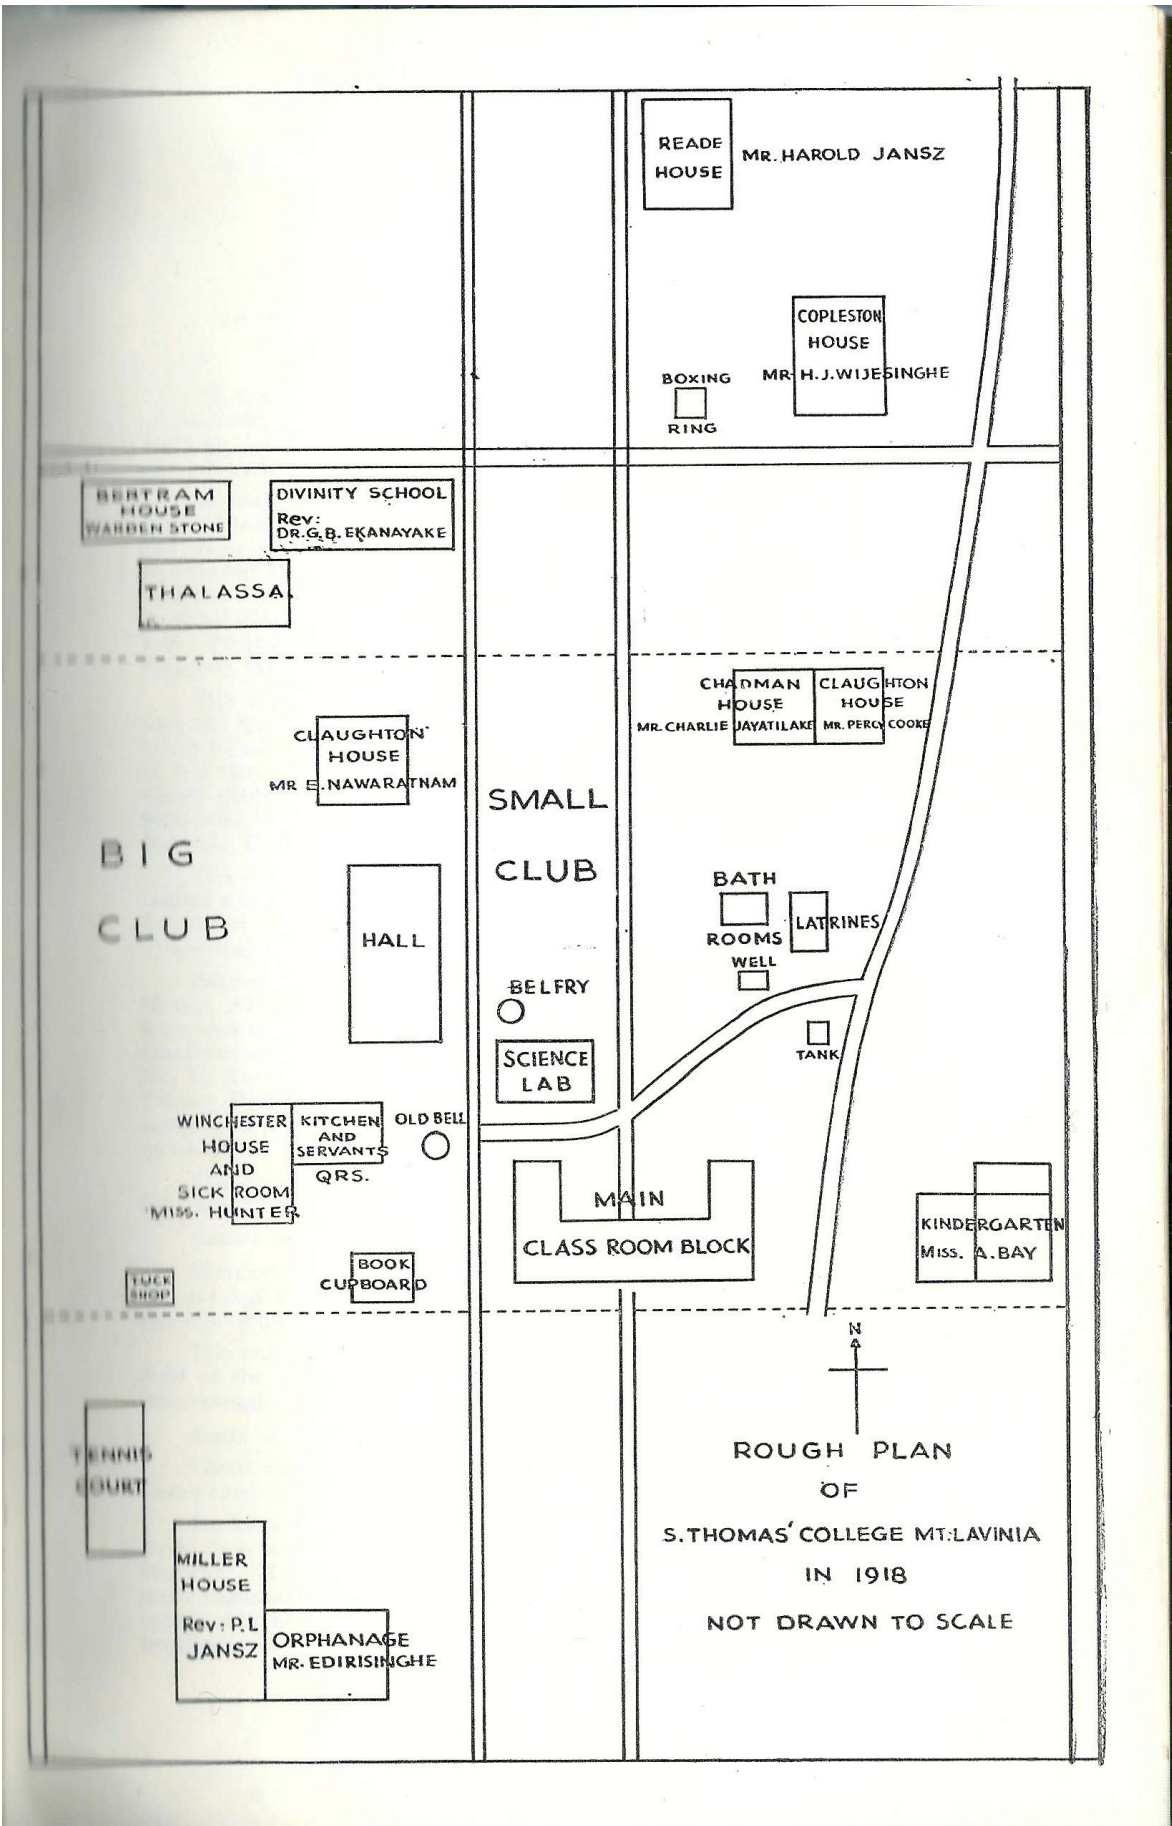 READE
HOUSE
MR. HAROLD JANSZ
COPLESTON
HOUSE
MR. H.J. WIJESINGHE
BOXING
RING
BERTRAM
HOUSE
WARDEN STONE
DIVINITY SCHOOL
Rev:
DR. G. B. EKANAYAKE
THALASSA
CHADMAN
HOUSE
MR. CHARLIE JAYATILAKE
CLAUGHTON
HOUSE
MR. PERCY COOKE
CLAUGHTON
HOUSE
MR E. NAWARATNAM
SMALL
CLUB
BIG
CLUB
HALL
BATH
ROOMS
LATRINES
WELL
BELFRY
TANK
SCIENCE
LAB
WINCHESTER
HOUSE
AND
SICK ROOM
MISS. HUNTER
KITCHEN
AND
SERVANTS
QRS.
OLD BELL
MAIN
CLASS ROOM BLOCK
KINDERGARTEN
MISS. A. BAY
TUCK
SHOP
BOOK
CUPBOARD
N
TENNIS
COURT
MILLER
HOUSE
Rev: P.L
JANSZ
ORPHANAGE
MR. EDIRISINGHE
ROUGH PLAN
OF
S. THOMAS' COLLEGE MT. LAVINIA
IN 1918
NOT DRAWN TO SCALE